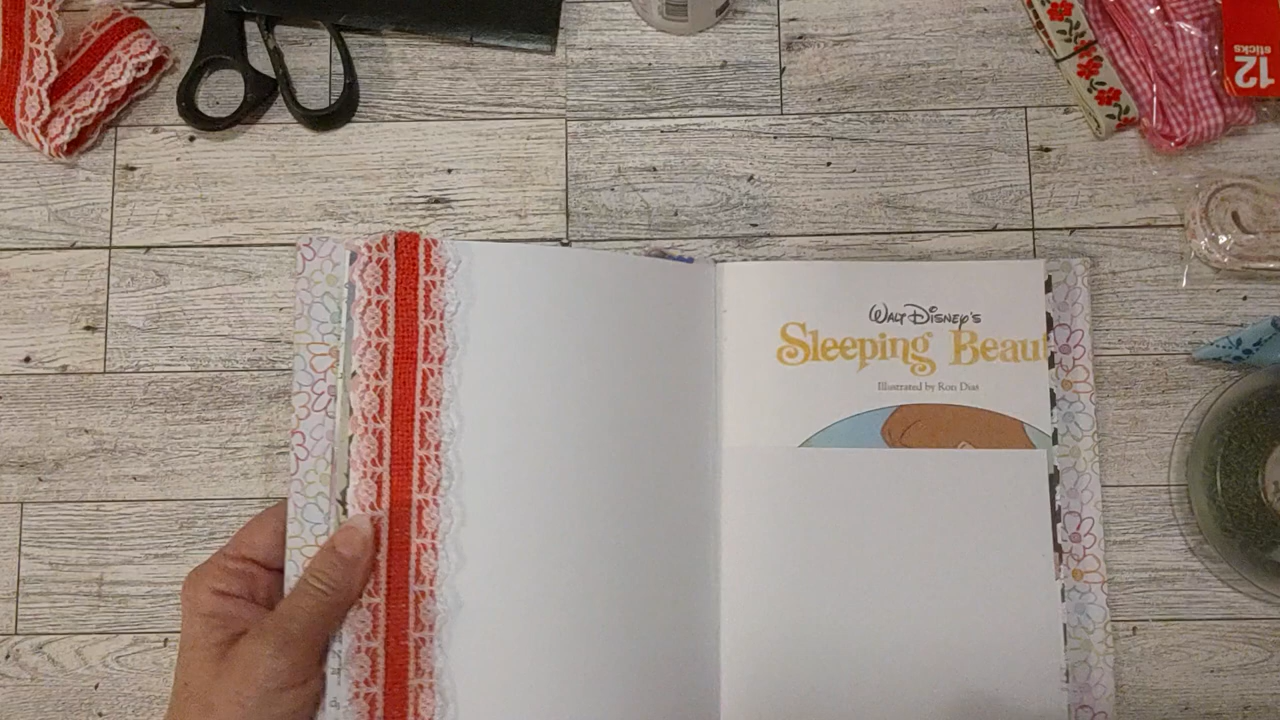 12
sticks
WALT DISNEY'S
Sleeping Beaut
Illustrated by Ron Dias